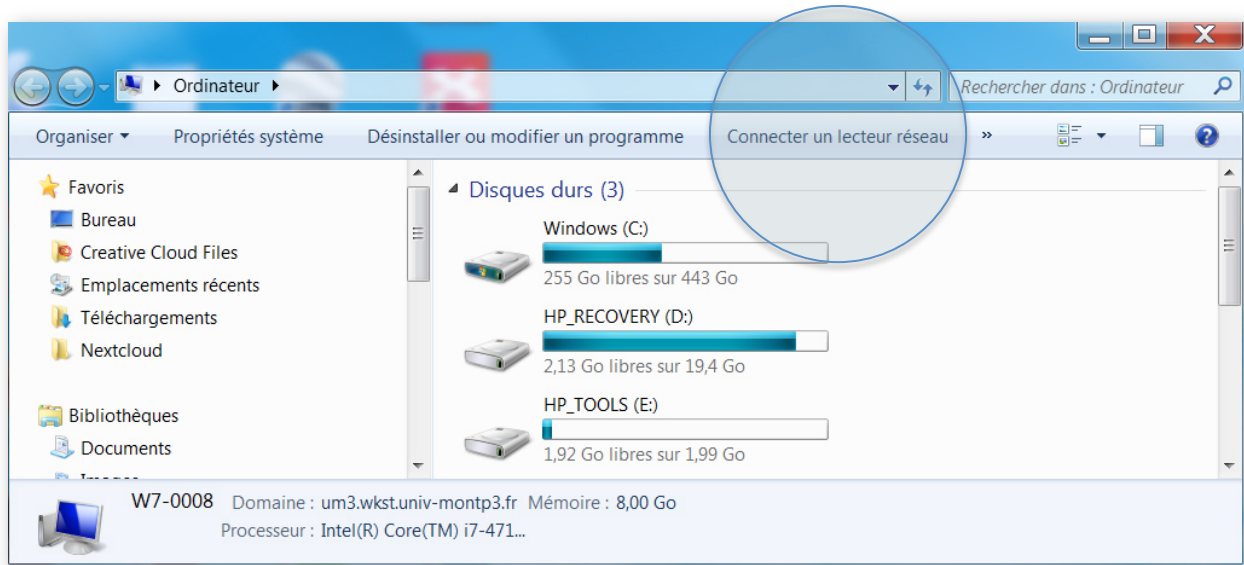 Ordinateur
Rechercher dans : Ordinateur
Organiser
Propriétés système
Désinstaller ou modifier un programme
Connecter un lecteur réseau
»
Favoris
Bureau
Creative Cloud Files
Emplacements récents
Téléchargements
Nextcloud
Bibliothèques
Documents
Disques durs (3)
Windows (C:)
255 Go libres sur 443 Go
HP_RECOVERY (D:)
2,13 Go libres sur 19,4 Go
HP_TOOLS (E:)
1,92 Go libres sur 1,99 Go
W7-0008 Domaine : um3.wkst.univ-montp3.fr Mémoire : 8,00 Go
Processeur : Intel(R) Core(TM) i7-471...